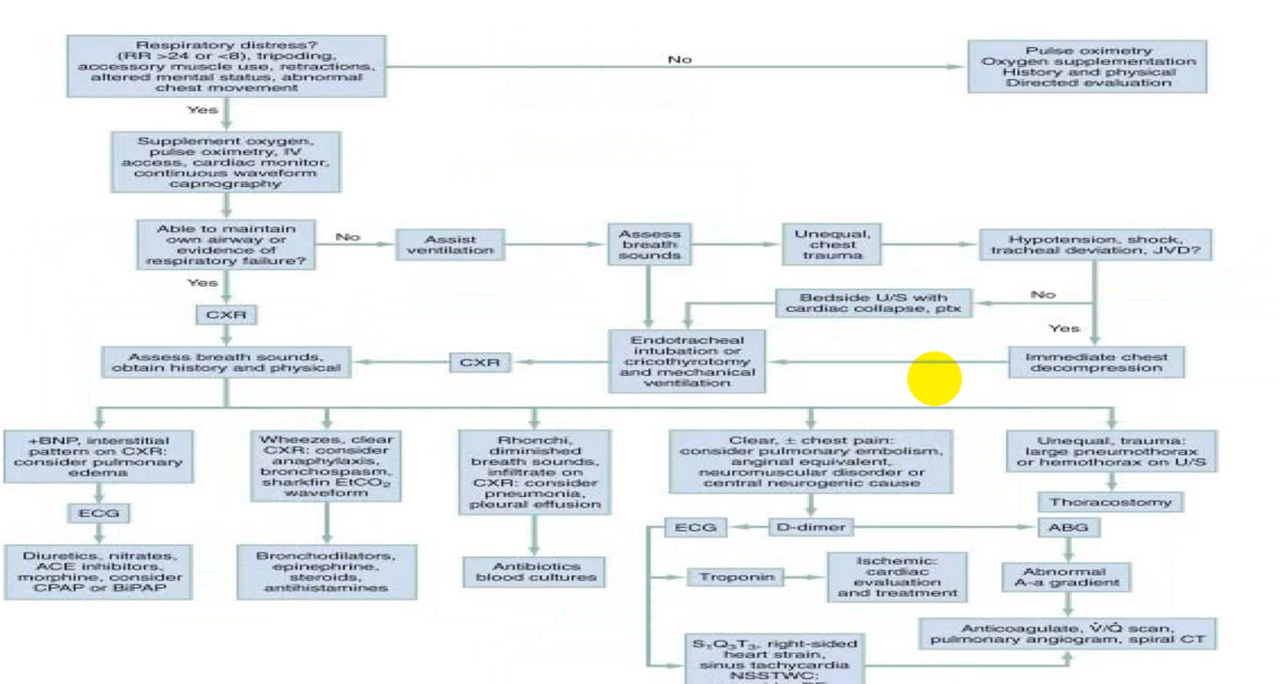 Respiratory distress?
(RR >24 or <8), tripoding,
accessory muscle use, retractions,
altered mental status, abnormal
chest movement
No
Pulse oximetry
Oxygen supplementation
History and physical
Directed evaluation
Yes
Supplement oxygen,
pulse oximetry, IV
access, cardiac monitor,
continuous waveform
capnography
Able to maintain
own airway or
evidence of
respiratory failure?
No
Assist
ventilation
Assess
breath
sounds
Unequal,
chest
trauma
Hypotension, shock,
tracheal deviation, JVD?
Yes
CXR
Bedside U/S with
cardiac collapse, ptx
No
Yes
Assess breath sounds,
obtain history and physical
CXR
Endotracheal
intubation or
cricothyrotomy
and mechanical
ventilation
Immediate chest
decompression
+BNP, interstitial
pattern on CXR:
consider pulmonary
edema
Wheezes, clear
CXR: consider
anaphylaxis,
bronchospasm,
sharkfin EtCO₂
waveform
Rhonchi,
diminished
breath sounds,
infiltrate on
CXR: consider
pneumonia,
pleural effusion
Clear, ± chest pain:
consider pulmonary embolism,
anginal equivalent,
neuromuscular disorder or
central neurogenic cause
Unequal, trauma:
large pneumothorax
or hemothorax on U/S
ECG
Thoracostomy
ECG
D-dimer
ABG
Diuretics, nitrates,
ACE inhibitors,
morphine, consider
CPAP or BiPAP
Bronchodilators,
epinephrine,
steroids,
antihistamines
Antibiotics
blood cultures
Troponin
Ischemic:
cardiac
evaluation
and treatment
Abnormal
A-a gradient
Anticoagulate, V̇/Q̇ scan,
pulmonary angiogram, spiral CT
S₁Q₃T₃, right-sided
heart strain,
sinus tachycardia
NSSTWC: